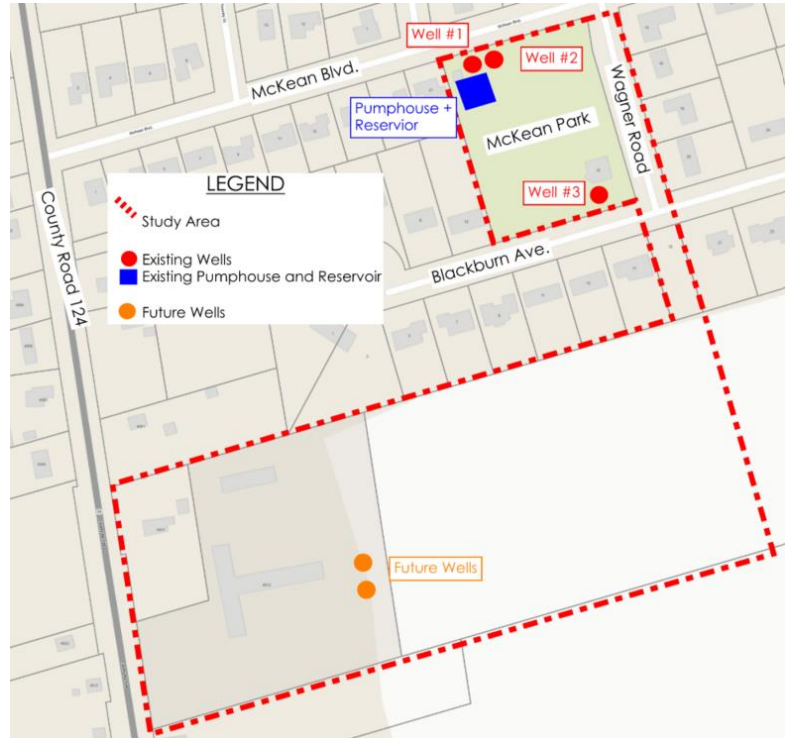 Well #1
McKean Blvd.
Well #2
Pumphouse +
Reservior
McKean Park
Wagner Road
Well #3
LEGEND
Study Area
Existing Wells
Existing Pumphouse and Reservoir
Future Wells
County Road 124
Blackburn Ave.
Future Wells